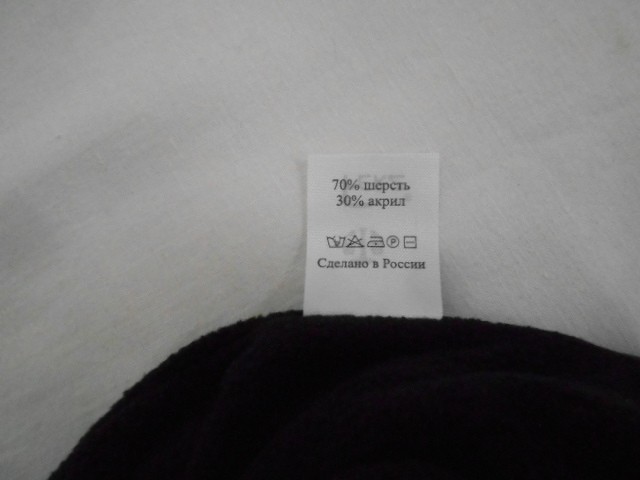 70% шерсть
30% акрил
P
Сделано в России